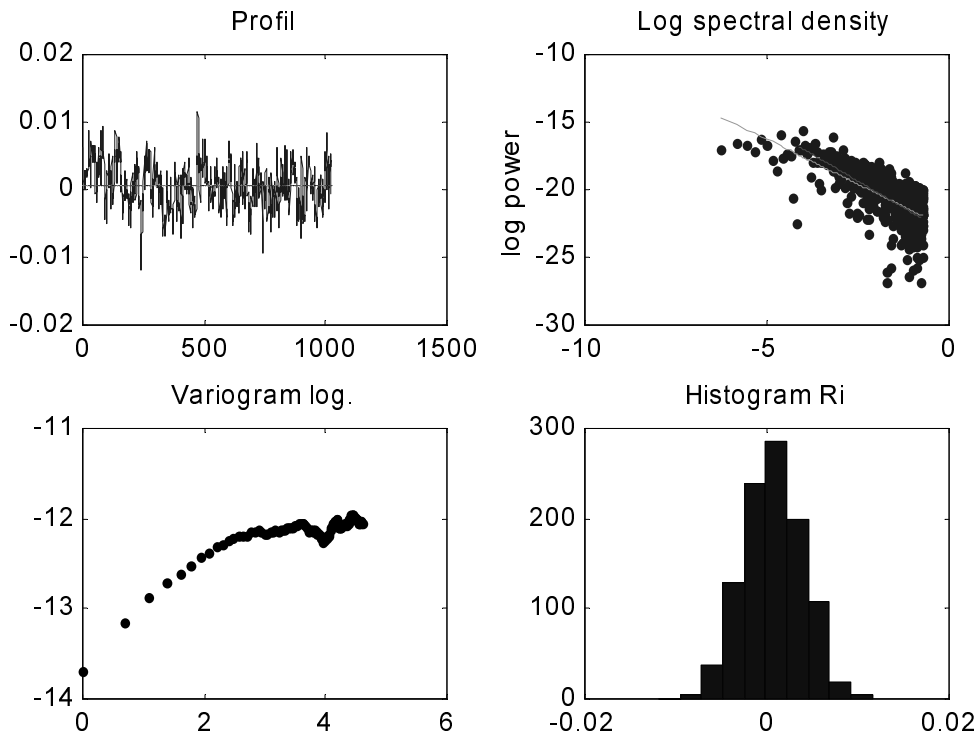 Profil
0.02
0.01
0
-0.01
-0.02
0 500 1000 1500
Log spectral density
log power
-10
-15
-20
-25
-30
-10 -5 0
Variogram log.
-11
-12
-13
-14
0 2 4 6
Histogram Ri
300
200
100
0
-0.02 0 0.02